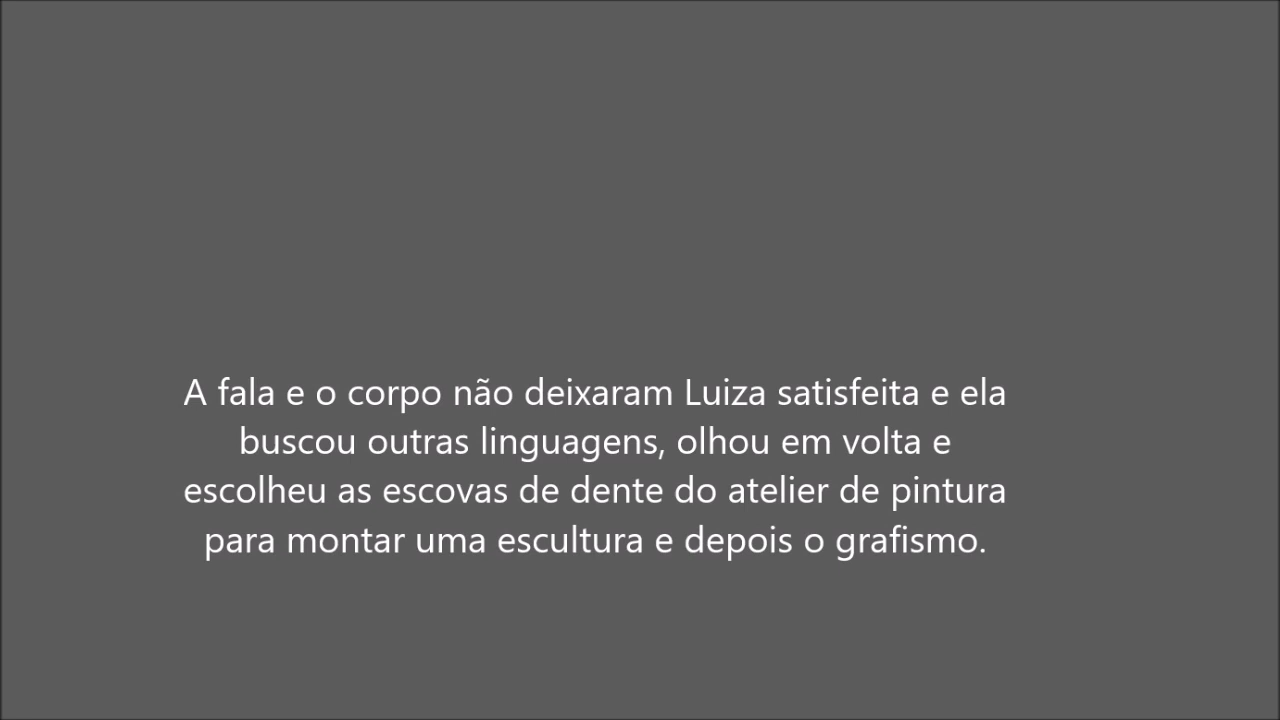 A fala e o corpo não deixaram Luiza satisfeita e ela
buscou outras linguagens, olhou em volta e
escolheu as escovas de dente do atelier de pintura
para montar uma escultura e depois o grafismo.